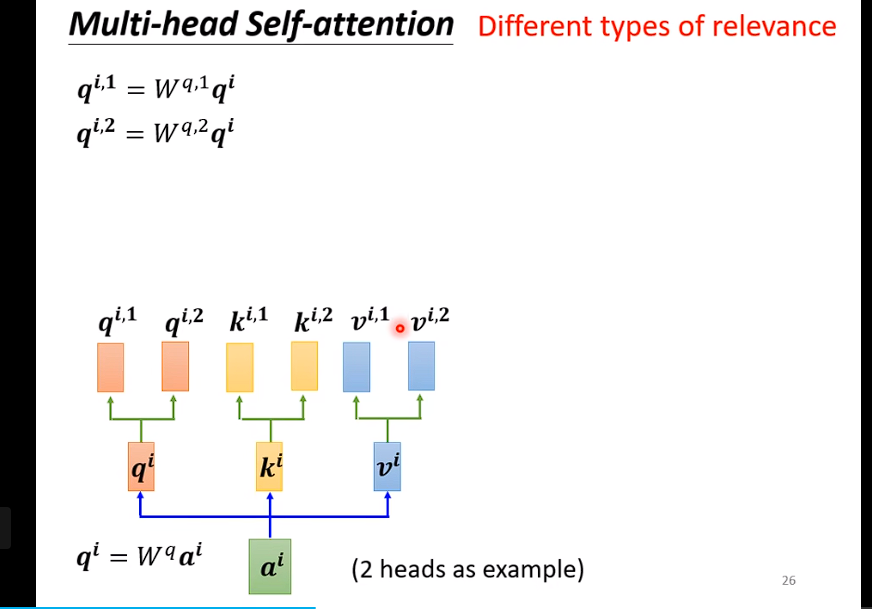 Multi-head Self-attention Different types of relevance
q^{i,1} = W^{q,1}q^i
q^{i,2} = W^{q,2}q^i
q^{i,1} q^{i,2} k^{i,1} k^{i,2} v^{i,1} v^{i,2}
q^i k^i v^i
q^i = W^q a^i
a^i
(2 heads as example)
26